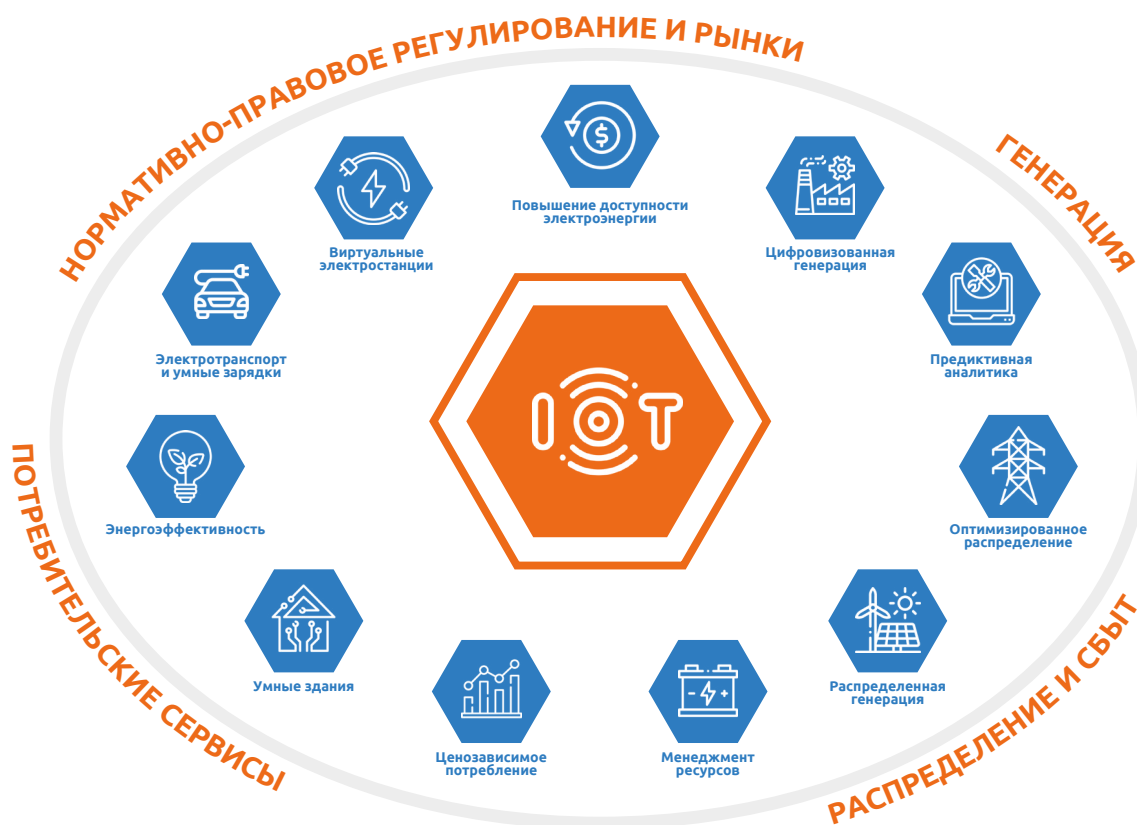 НОРМАТИВНО-ПРАВОВОЕ РЕГУЛИРОВАНИЕ И РЫНКИ
ГЕНЕРАЦИЯ
Повышение доступности
электроэнергии
Виртуальные
электростанции
Цифровизованная
генерация
Электротранспорт
и умные зарядки
Предиктивная
аналитика
IOT
Энергоэффективность
Оптимизированное
распределение
Умные здания
Распределенная
генерация
Ценозависимое
потребление
Менеджмент
ресурсов
ПОТРЕБИТЕЛЬСКИЕ СЕРВИСЫ
РАСПРЕДЕЛЕНИЕ И СБЫТ